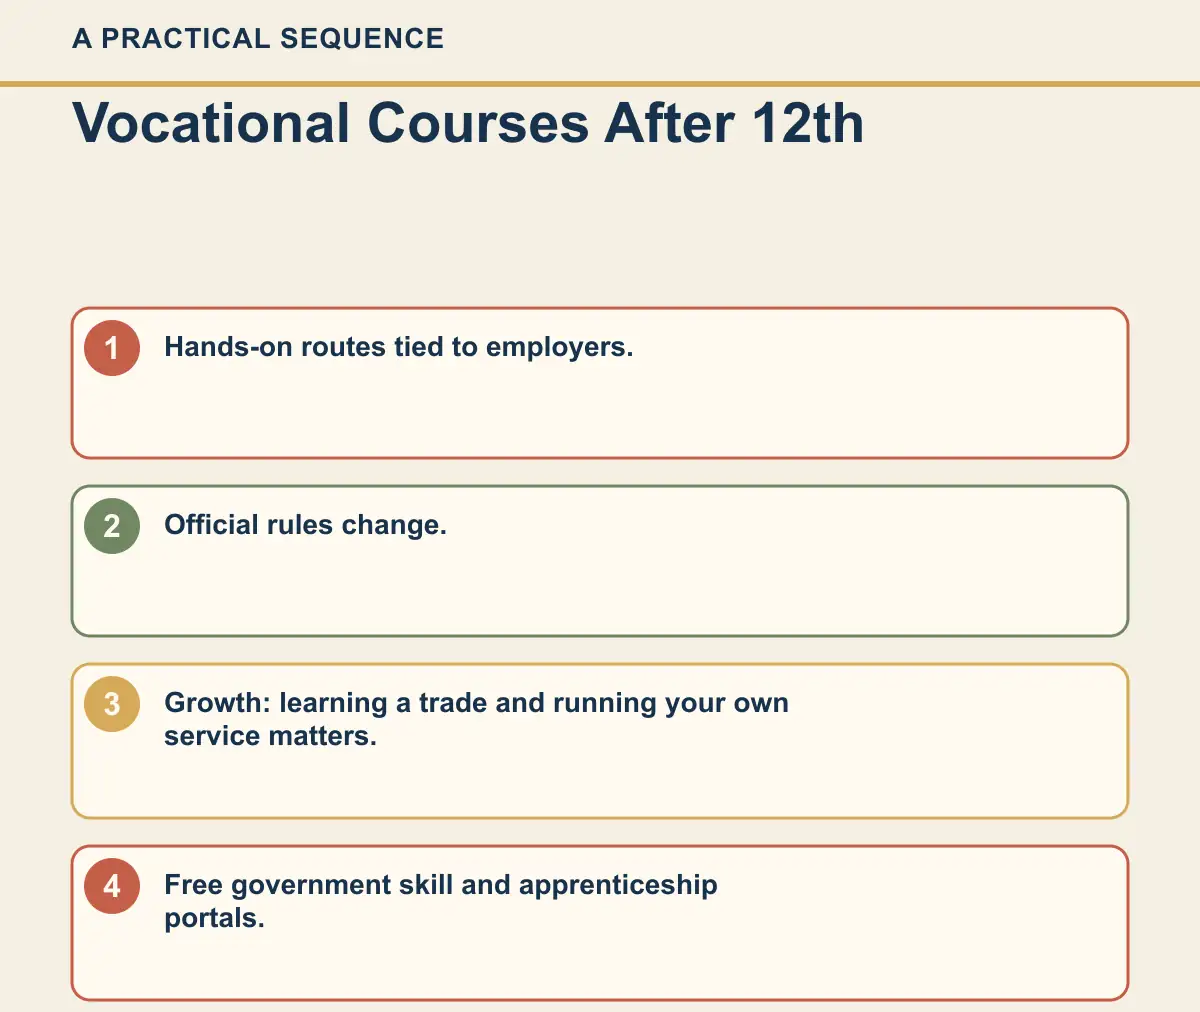 A PRACTICAL SEQUENCE
Vocational Courses After 12th
1
Hands-on routes tied to employers.
2
Official rules change.
3
Growth: learning a trade and running your own
service matters.
4
Free government skill and apprenticeship
portals.